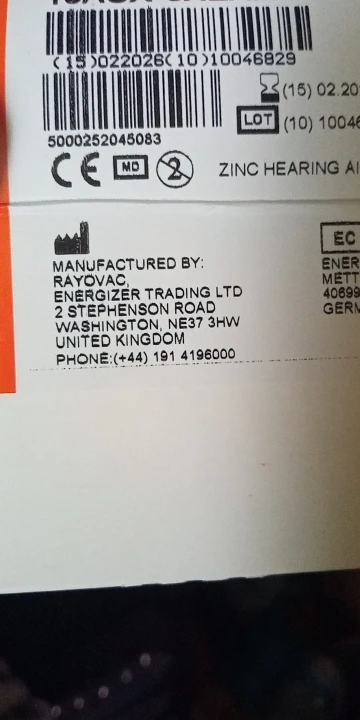 (15)022026(10)10046829
(15) 02.20
5000252045083
LOT (10) 10046
CE MD 2
ZINC HEARING AI
MANUFACTURED BY:
RAYOVAC,
ENERGIZER TRADING LTD
2 STEPHENSON ROAD
WASHINGTON, NE37 3HW
UNITED KINGDOM
PHONE:(+44) 191 4196000
EC
ENER
METT
40699
GERM